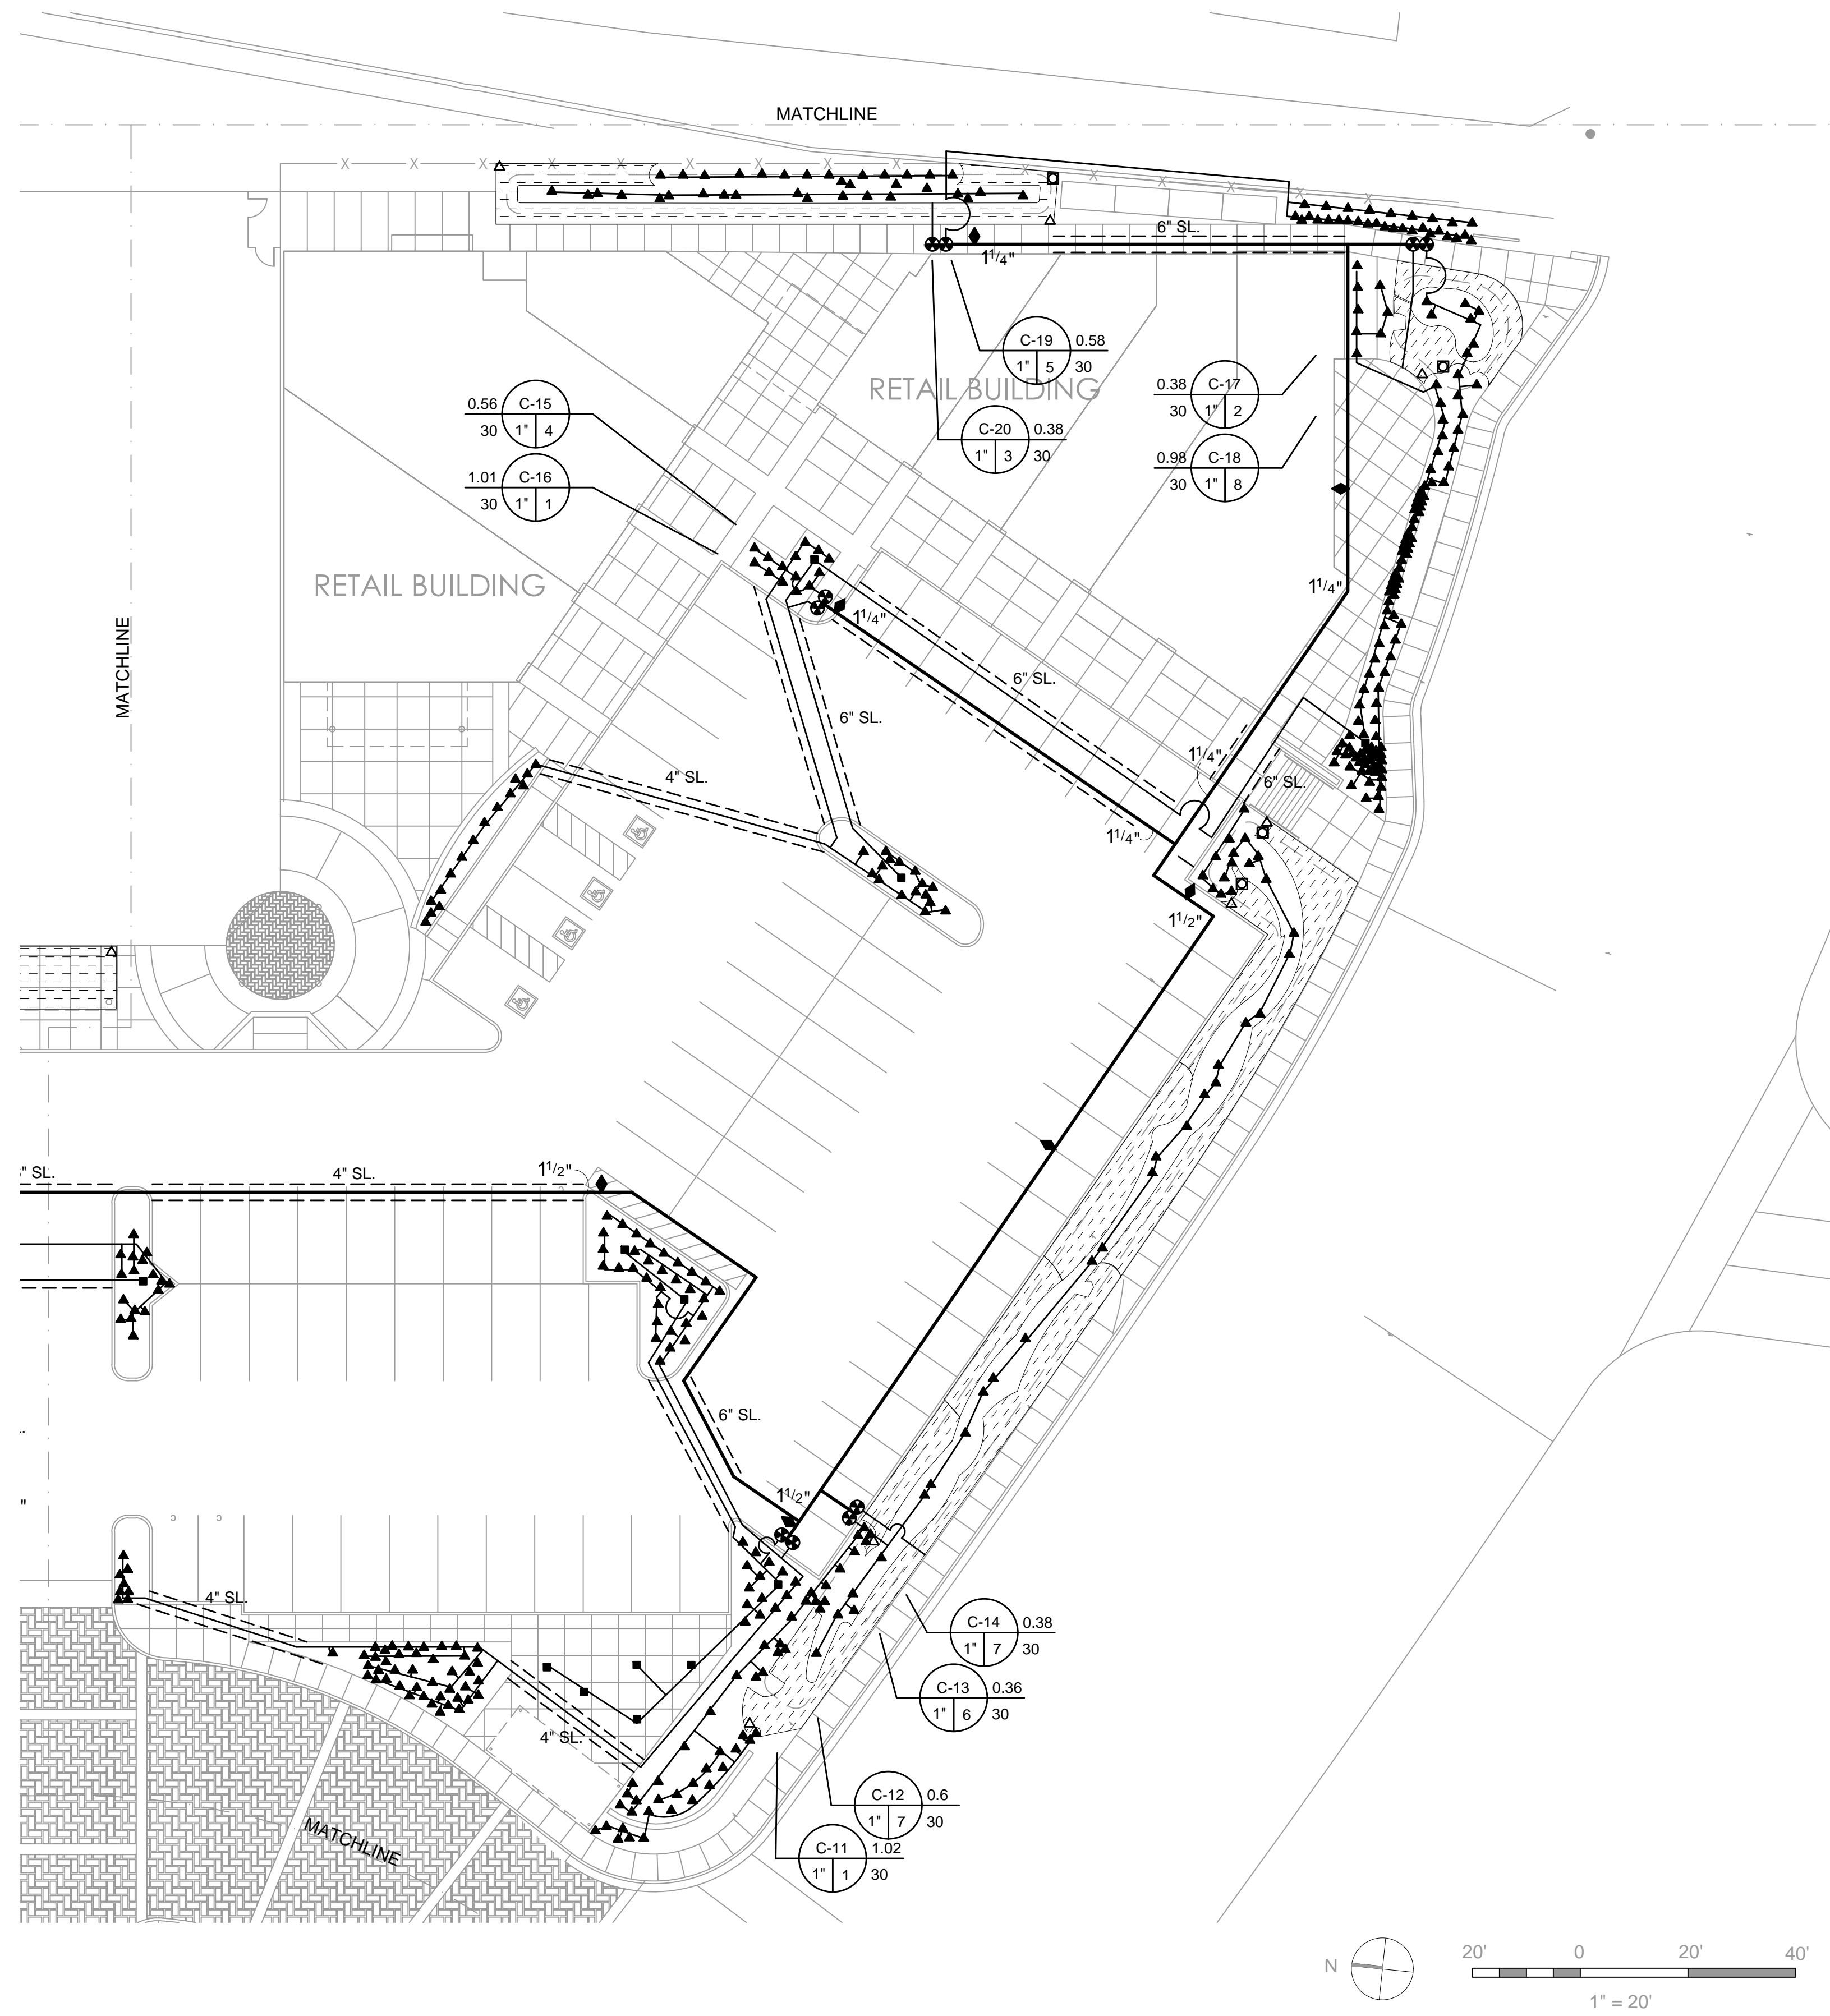 MATCHLINE
6" SL.
1 1/4"
C-19 0.58
1" 5 30
RETAIL BUILDING
0.38 C-17
30 1" 2
0.56 C-15
30 1" 4
C-20 0.38
1" 3 30
0.98 C-18
30 1" 8
1.01 C-16
30 1" 1
RETAIL BUILDING
1 1/4"
1 1/4"
MATCHLINE
6" SL.
6" SL.
1 1/4"
4" SL.
6" SL.
1 1/4"
1 1/2"
" SL.
4" SL.
1 1/2"
6" SL.
1 1/2"
"
4" SL.
C-14 0.38
1" 7 30
C-13 0.36
1" 6 30
4" SL.
C-12 0.6
1" 7 30
MATCHLINE
C-11 1.02
1" 1 30
N
20' 0 20' 40'
1" = 20'